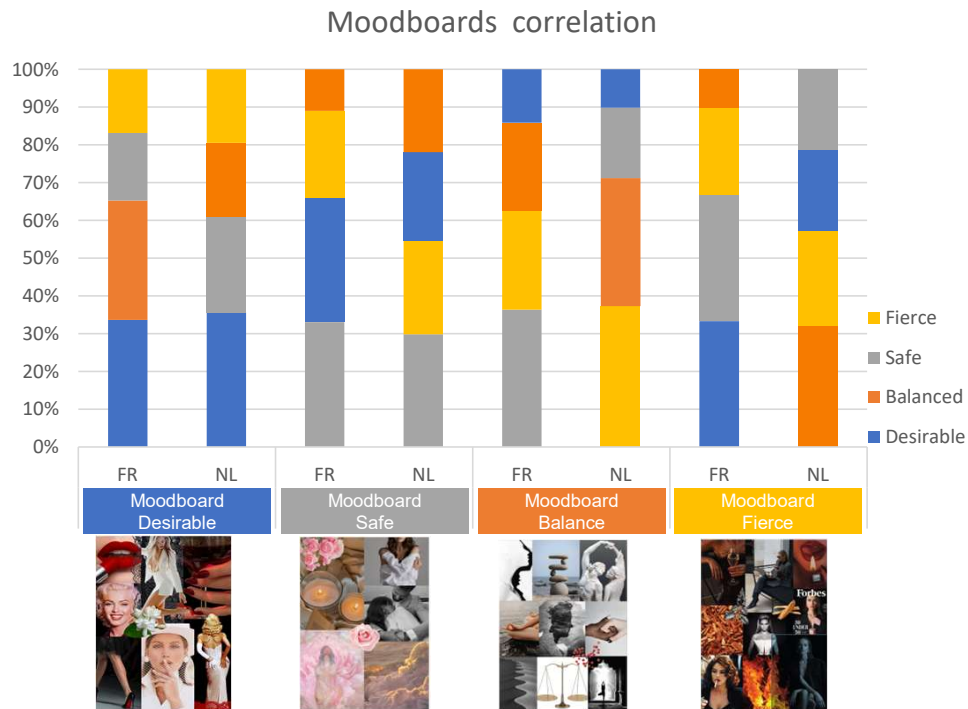 Moodboards correlation
100%
90%
80%
70%
60%
50%
40%
30%
20%
10%
0%
Fierce
Safe
Balanced
Desirable
FR NL FR NL FR NL FR NL
Moodboard Desirable
Moodboard Safe
Moodboard Balance
Moodboard Fierce
Forbes